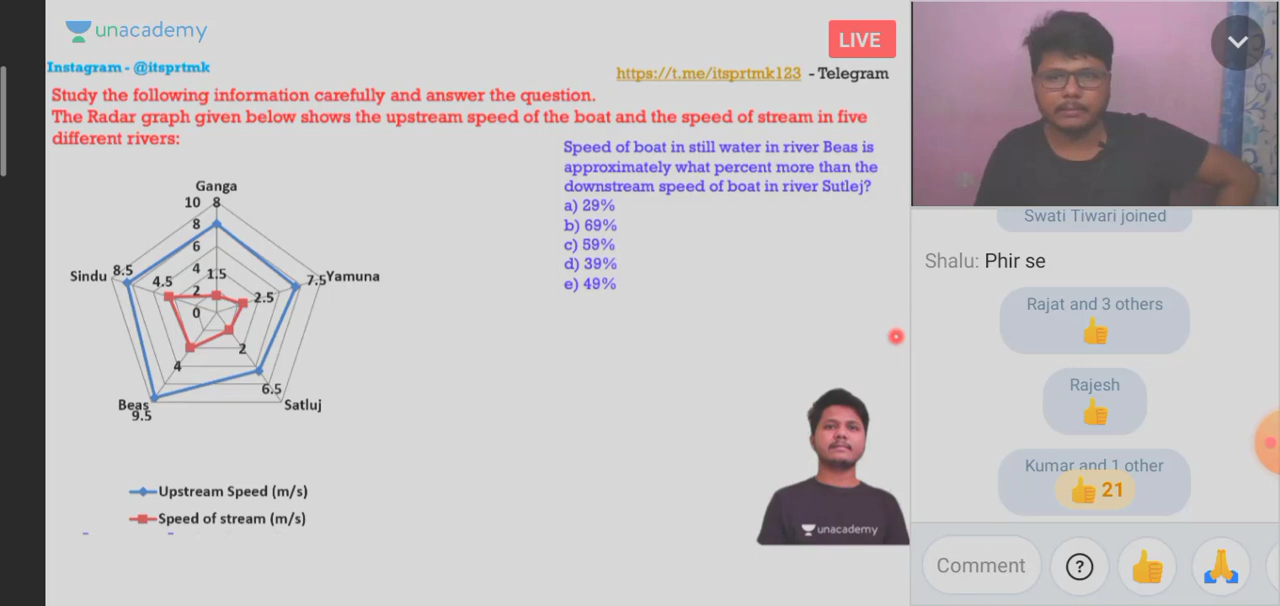 unacademy
LIVE
Instagram - @itsprtmk
https://t.me/itsprtmk123 - Telegram
Study the following information carefully and answer the question.
The Radar graph given below shows the upstream speed of the boat and the speed of stream in five
different rivers:
Speed of boat in still water in river Beas is
approximately what percent more than the
downstream speed of boat in river Sutlej?
a) 29%
b) 69%
c) 59%
d) 39%
e) 49%
Ganga
10 8
8
6
4 1.5
2
0
Sindu 8.5
4.5
7.5 Yamuna
2.5
2
4
6.5
Beas
9.5
Satluj
Upstream Speed (m/s)
Speed of stream (m/s)
unacademy
Swati Tiwari joined
Shalu: Phir se
Rajat and 3 others
Rajesh
Kumar and 1 other
21
Comment
?